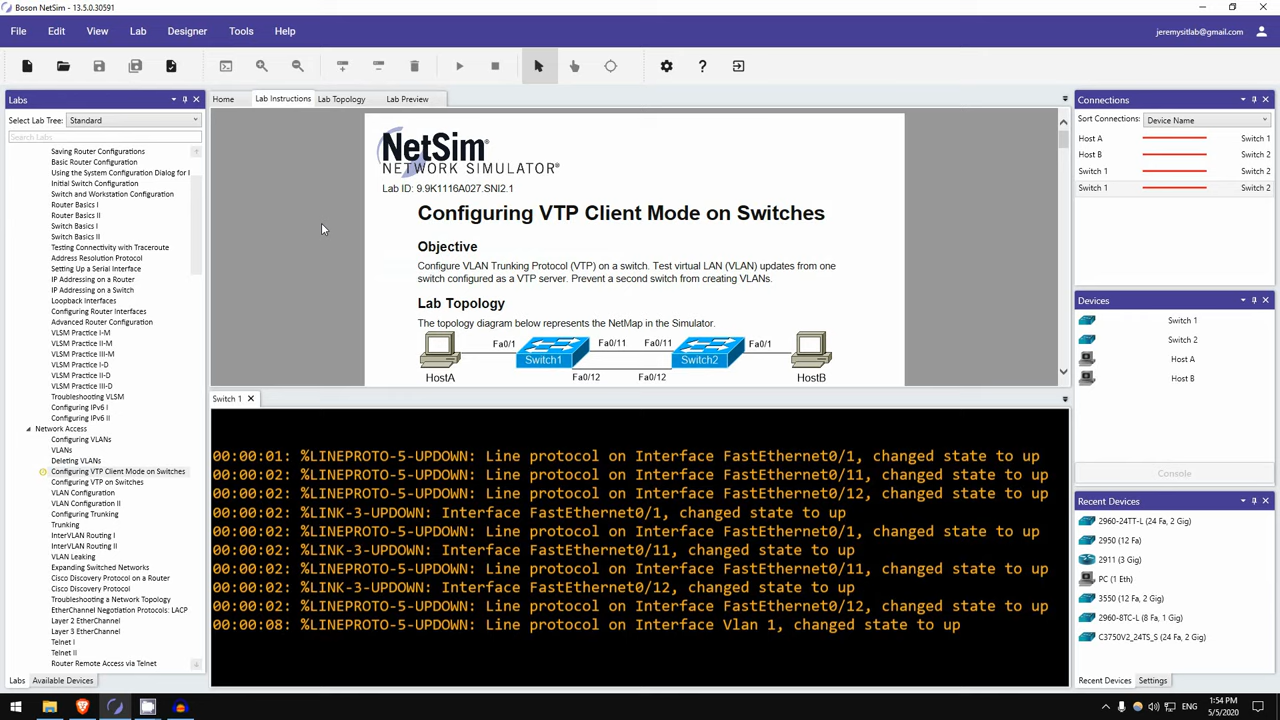 Boson NetSim - 13.5.0.30591
File Edit View Lab Designer Tools Help
jeremysitlab@gmail.com
Labs
Select Lab Tree: Standard
Search Labs
Saving Router Configurations
Basic Router Configuration
Using the System Configuration Dialog for I
Initial Switch Configuration
Switch and Workstation Configuration
Router Basics I
Router Basics II
Switch Basics I
Switch Basics II
Testing Connectivity with Traceroute
Address Resolution Protocol
Setting Up a Serial Interface
IP Addressing on a Router
IP Addressing on a Switch
Loopback Interfaces
Configuring Router Interfaces
Advanced Router Configuration
VLSM Practice I-M
VLSM Practice II-M
VLSM Practice III-M
VLSM Practice I-D
VLSM Practice II-D
VLSM Practice III-D
Troubleshooting VLSM
Configuring IPv6 I
Configuring IPv6 II
Network Access
Configuring VLANs
VLANs
Deleting VLANs
Configuring VTP Client Mode on Switches
Configuring VTP on Switches
VLAN Configuration
VLAN Configuration II
Configuring Trunking
Trunking
InterVLAN Routing I
InterVLAN Routing II
VLAN Leaking
Expanding Switched Networks
Cisco Discovery Protocol on a Router
Cisco Discovery Protocol
Troubleshooting a Network Topology
EtherChannel Negotiation Protocols: LACP
Layer 2 EtherChannel
Layer 3 EtherChannel
Telnet I
Telnet II
Router Remote Access via Telnet
Labs Available Devices
Home Lab Instructions Lab Topology Lab Preview
NetSim®
NETWORK SIMULATOR®
Lab ID: 9.9K1116A027.SNI2.1
Configuring VTP Client Mode on Switches
Objective
Configure VLAN Trunking Protocol (VTP) on a switch. Test virtual LAN (VLAN) updates from one
switch configured as a VTP server. Prevent a second switch from creating VLANs.
Lab Topology
The topology diagram below represents the NetMap in the Simulator.
Fa0/1 Fa0/11 Fa0/11 Fa0/1
Switch1 Switch2
HostA Fa0/12 Fa0/12 HostB
Switch 1
00:00:01: %LINEPROTO-5-UPDOWN: Line protocol on Interface FastEthernet0/1, changed state to up
00:00:02: %LINEPROTO-5-UPDOWN: Line protocol on Interface FastEthernet0/11, changed state to up
00:00:02: %LINEPROTO-5-UPDOWN: Line protocol on Interface FastEthernet0/12, changed state to up
00:00:02: %LINK-3-UPDOWN: Interface FastEthernet0/1, changed state to up
00:00:02: %LINEPROTO-5-UPDOWN: Line protocol on Interface FastEthernet0/1, changed state to up
00:00:02: %LINK-3-UPDOWN: Interface FastEthernet0/11, changed state to up
00:00:02: %LINEPROTO-5-UPDOWN: Line protocol on Interface FastEthernet0/11, changed state to up
00:00:02: %LINK-3-UPDOWN: Interface FastEthernet0/12, changed state to up
00:00:02: %LINEPROTO-5-UPDOWN: Line protocol on Interface FastEthernet0/12, changed state to up
00:00:08: %LINEPROTO-5-UPDOWN: Line protocol on Interface Vlan 1, changed state to up
Connections
Sort Connections: Device Name
Host A Switch 1
Host B Switch 2
Switch 1 Switch 2
Switch 1 Switch 2
Devices
Switch 1
Switch 2
Host A
Host B
Console
Recent Devices
2960-24TT-L (24 Fa, 2 Gig)
2950 (12 Fa)
2911 (3 Gig)
PC (1 Eth)
3550 (12 Fa, 2 Gig)
2960-8TC-L (8 Fa, 1 Gig)
C3750V2_24TS_S (24 Fa, 2 Gig)
Recent Devices Settings
ENG
1:54 PM
5/5/2020